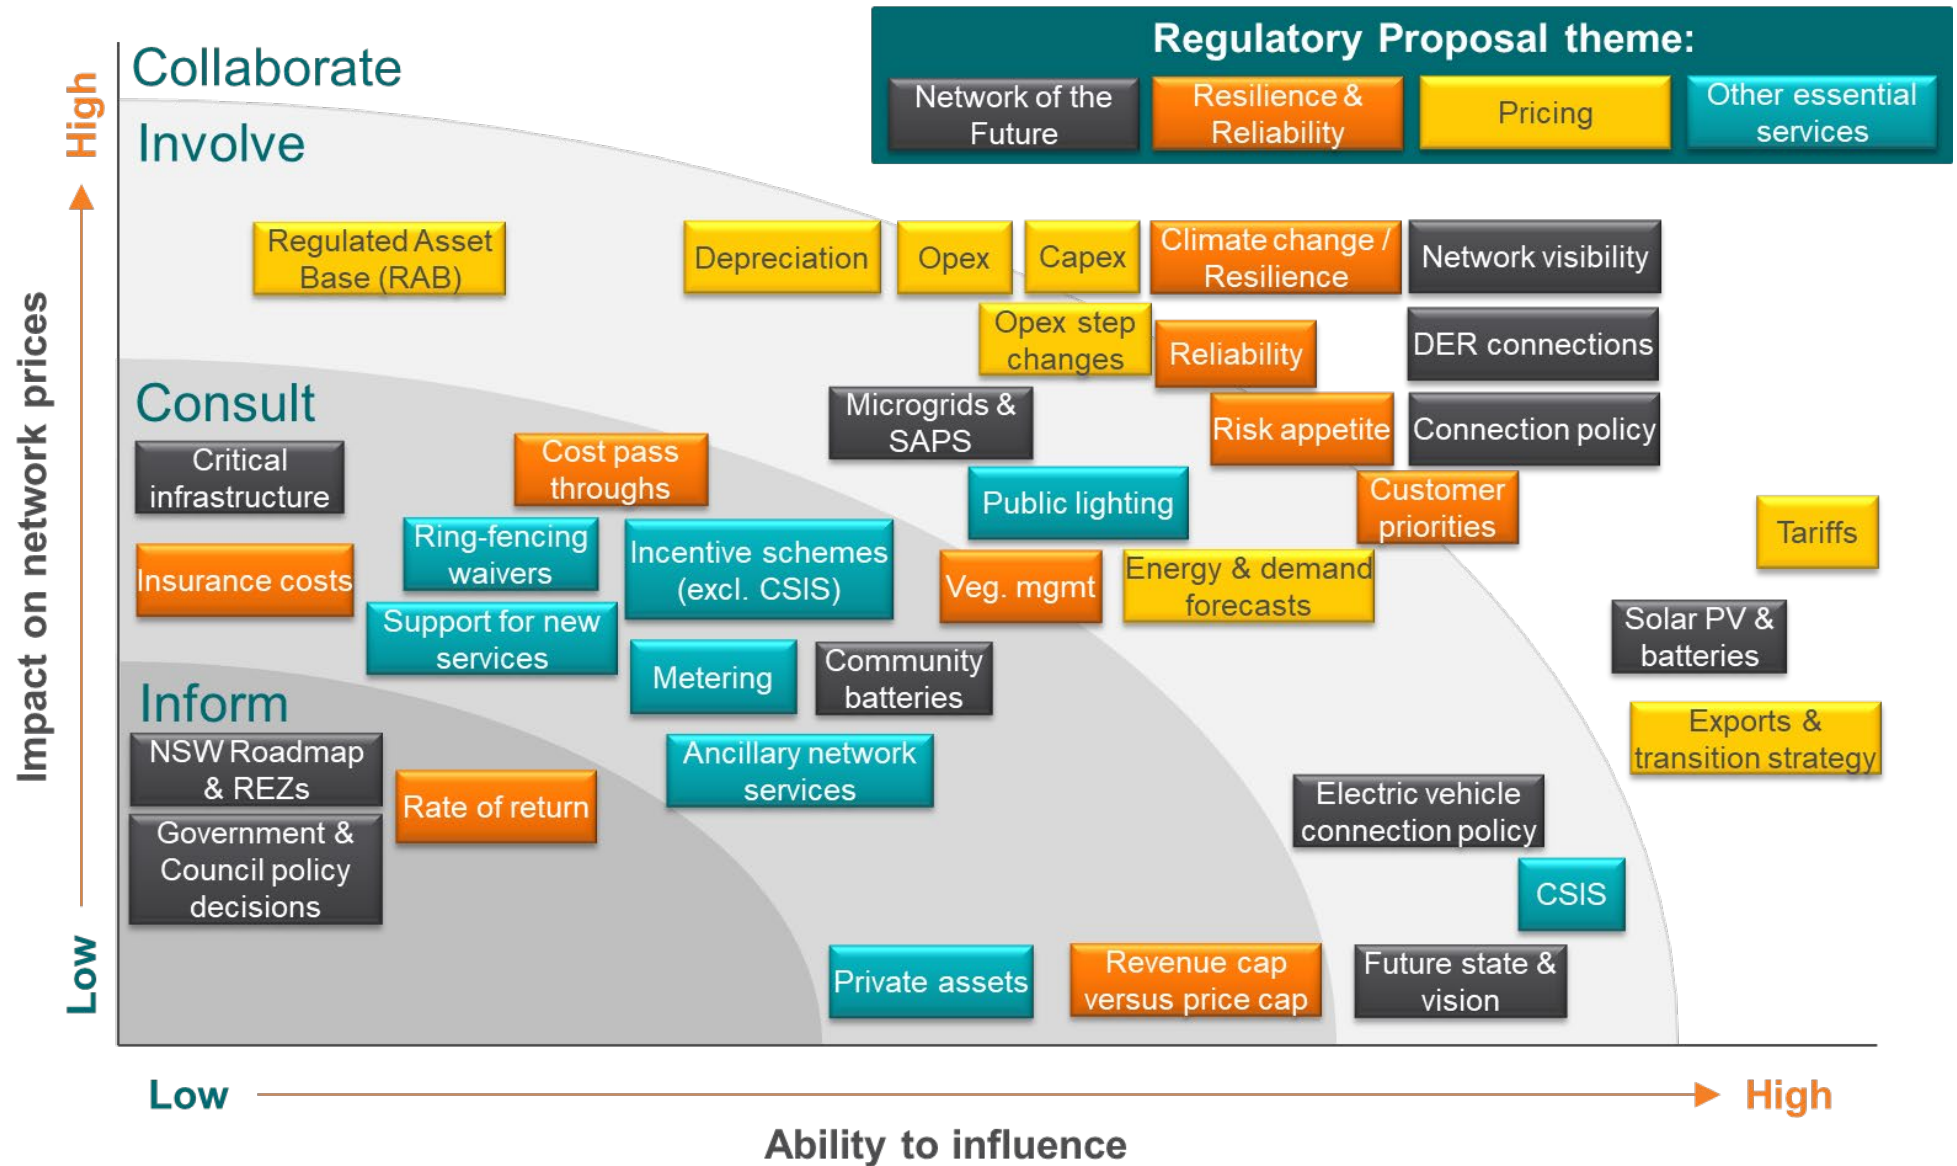 Regulatory Proposal theme:
Network of the
Future
Resilience &
Reliability
Pricing
Other essential
services
Collaborate
Involve
Consult
Inform
High
Impact on network prices
Low
Regulated Asset
Base (RAB)
Depreciation
Opex
Capex
Climate change /
Resilience
Network visibility
Opex step
changes
Reliability
DER connections
Microgrids &
SAPS
Risk appetite
Connection policy
Critical
infrastructure
Cost pass
throughs
Public lighting
Customer
priorities
Tariffs
Insurance costs
Ring-fencing
waivers
Incentive schemes
(excl. CSIS)
Veg. mgmt
Energy & demand
forecasts
Support for new
services
Metering
Community
batteries
Solar PV &
batteries
NSW Roadmap
& REZs
Rate of return
Ancillary network
services
Exports &
transition strategy
Government &
Council policy
decisions
Electric vehicle
connection policy
CSIS
Private assets
Revenue cap
versus price cap
Future state &
vision
Low
High
Ability to influence